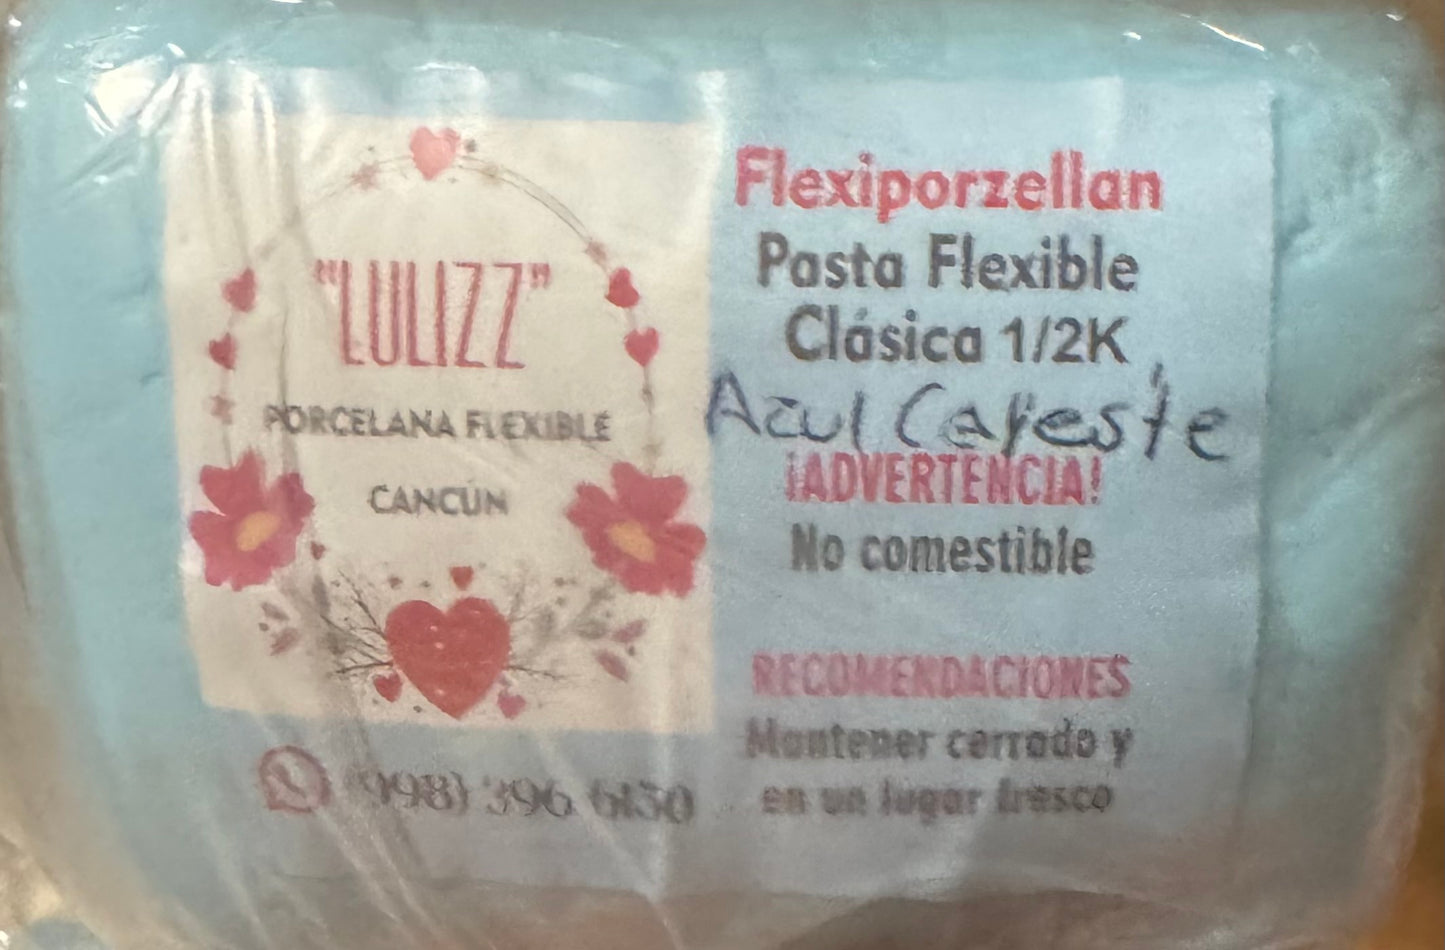 "LULIZZ"
PORCELANA FLEXIBLE
CANCÚN
(998) 396 6130
Flexiporzellan
Pasta Flexible
Clásica 1/2K
Azul Celeste
¡ADVERTENCIA!
No comestible
RECOMENDACIONES
Mantener cerrado y
en un lugar fresco